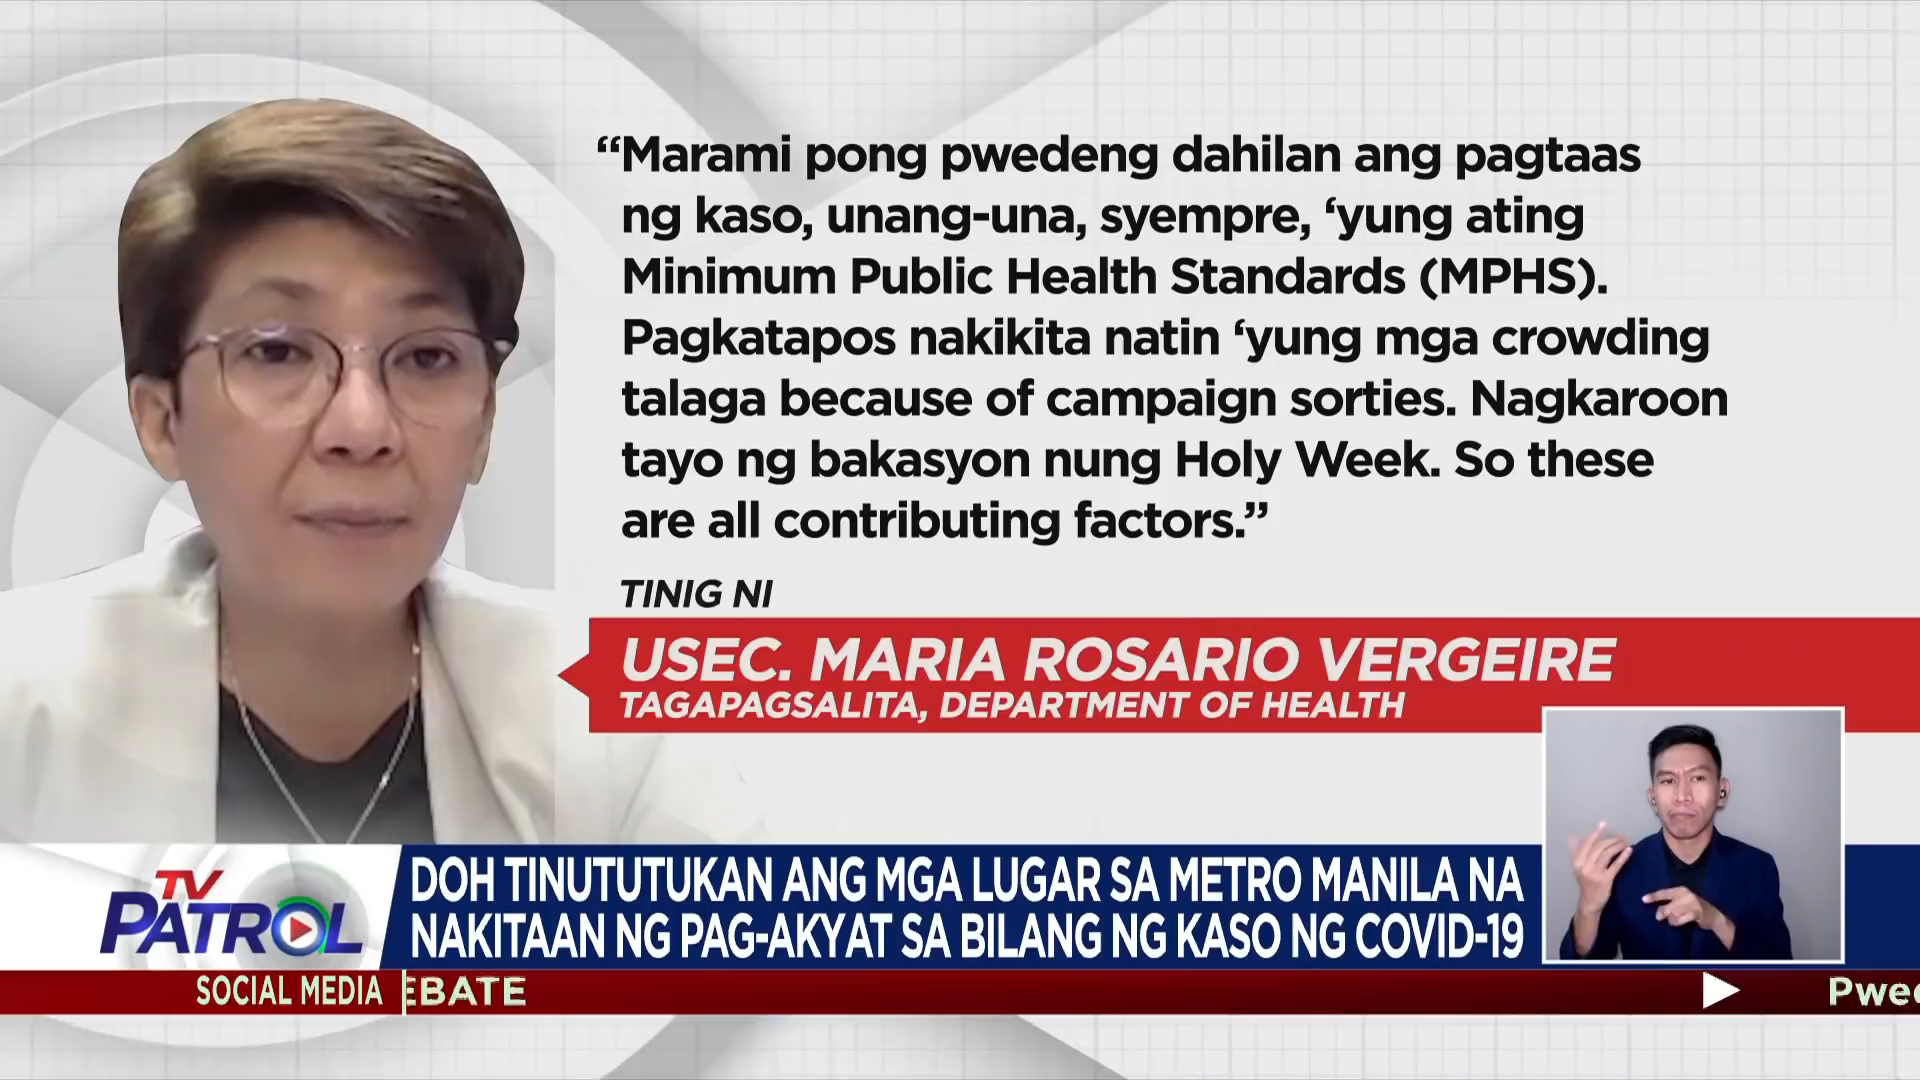 “Marami pong pwedeng dahilan ang pagtaas
ng kaso, unang-una, syempre, ‘yung ating
Minimum Public Health Standards (MPHS).
Pagkatapos nakikita natin ‘yung mga crowding
talaga because of campaign sorties. Nagkaroon
tayo ng bakasyon nung Holy Week. So these
are all contributing factors.”
TINIG NI
USEC. MARIA ROSARIO VERGEIRE
TAGAPAGSALITA, DEPARTMENT OF HEALTH
TV
PATROL
DOH TINUTUTUKAN ANG MGA LUGAR SA METRO MANILA NA
NAKITAAN NG PAG-AKYAT SA BILANG NG KASO NG COVID-19
SOCIAL MEDIA EBATE Pwe